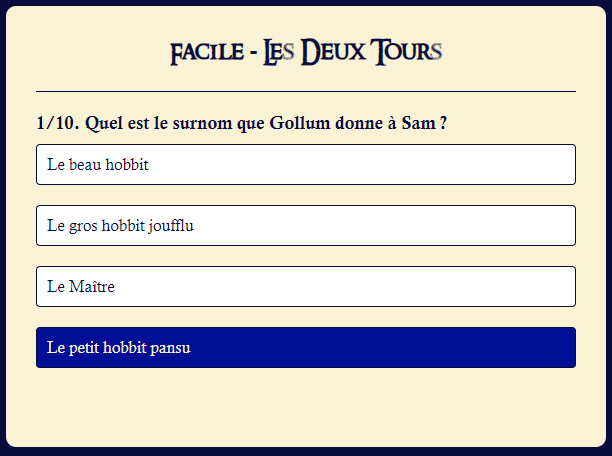 Facile - Les Deux Tours
1/10. Quel est le surnom que Gollum donne à Sam ?
Le beau hobbit
Le gros hobbit joufflu
Le Maître
Le petit hobbit pansu